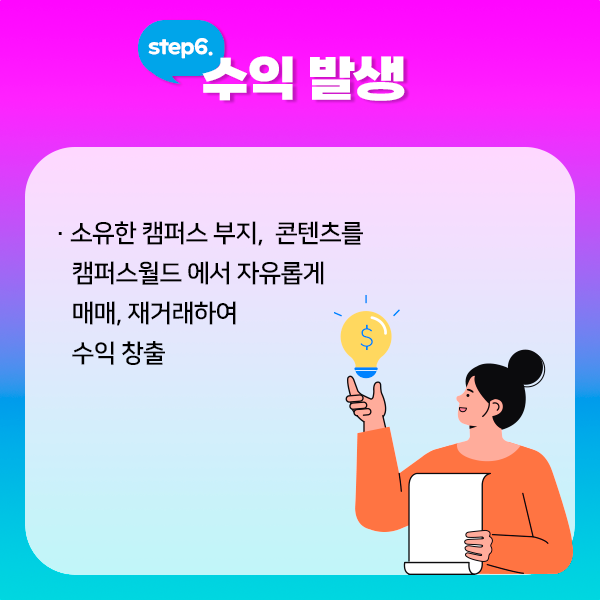 step6.
수익 발생
· 소유한 캠퍼스 부지, 콘텐츠를
캠퍼스월드 에서 자유롭게
매매, 재거래하여
수익 창출
$